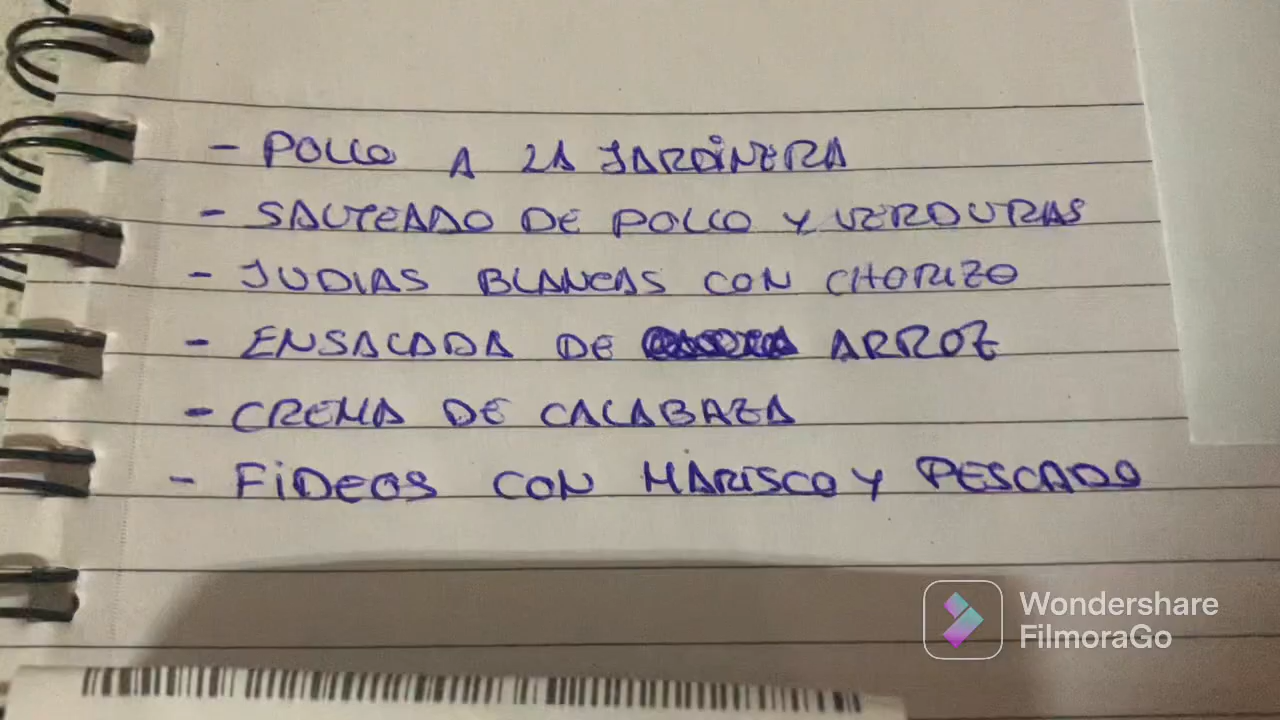 - POLLO A LA JARDINERA
- SALTEADO DE POLLO Y VERDURAS
- JUDIAS BLANCAS CON CHORIZO
- ENSALADA DE ARROZ
- CREMA DE CALABAZA
- FiDEOS CON MARISCO Y PESCADO
Wondershare
FilmoraGo